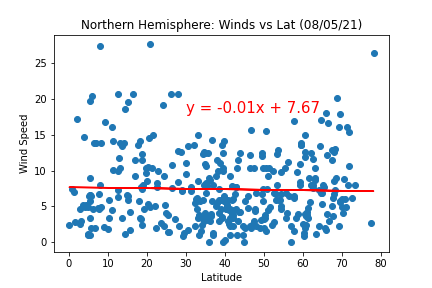 Northern Hemisphere: Winds vs Lat (08/05/21)
25
20
15
10
5
0
Wind Speed
y = -0.01x + 7.67
0 10 20 30 40 50 60 70 80
Latitude